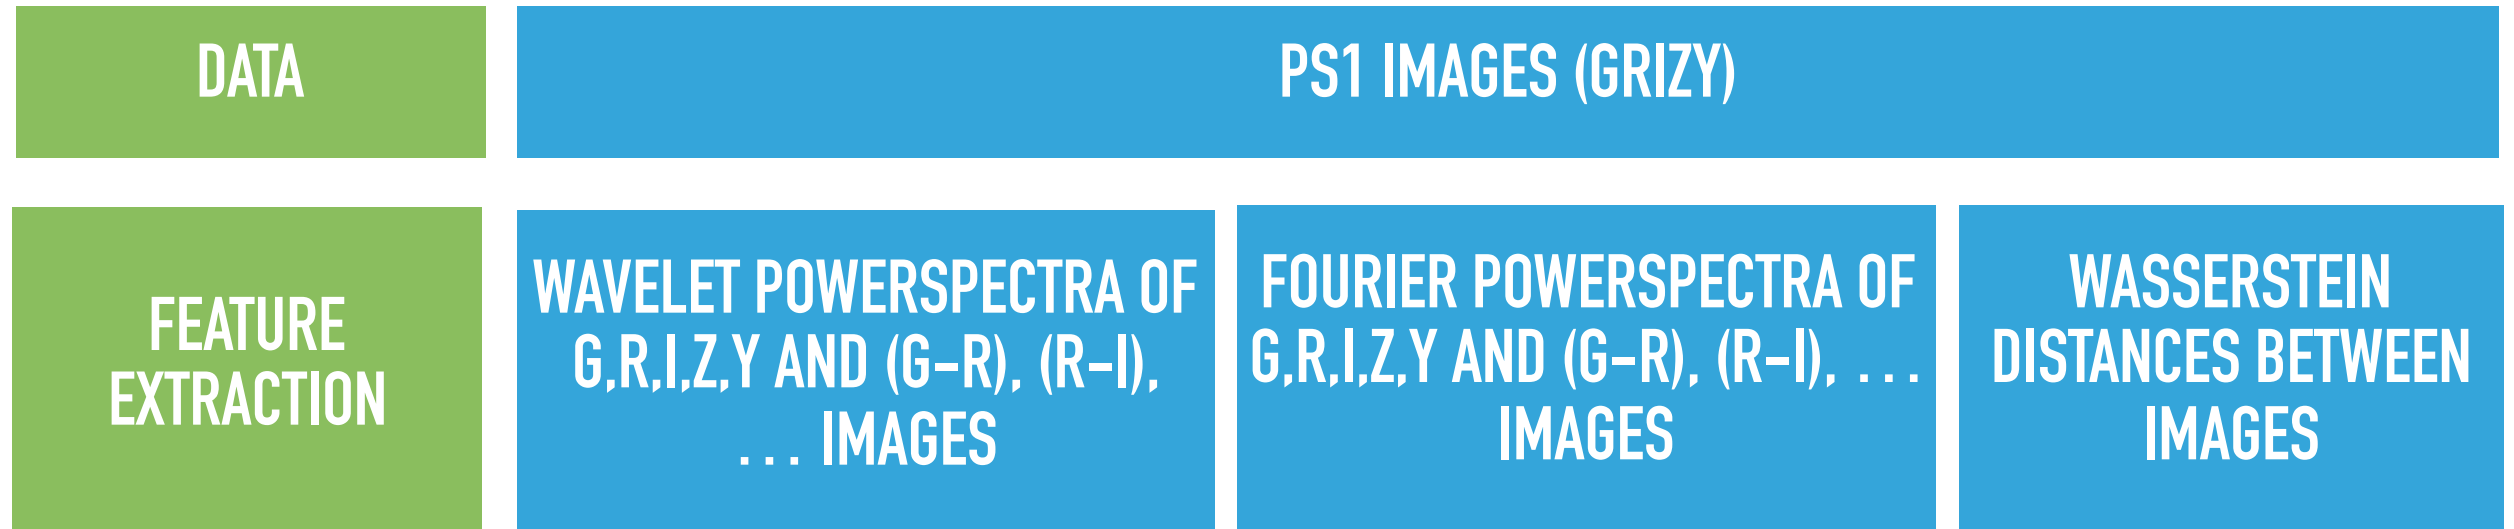 DATA
PS1 IMAGES (GRIZY)
FEATURE
EXTRACTION
WAVELET POWERSPECTRA OF
G,R,I,Z,Y AND (G-R), (R-I),
... IMAGES
FOURIER POWERSPECTRA OF
G,R,I,Z,Y AND(G-R), (R-I), ...
IMAGES
WASSERSTEIN
DISTANCES BETWEEN
IMAGES